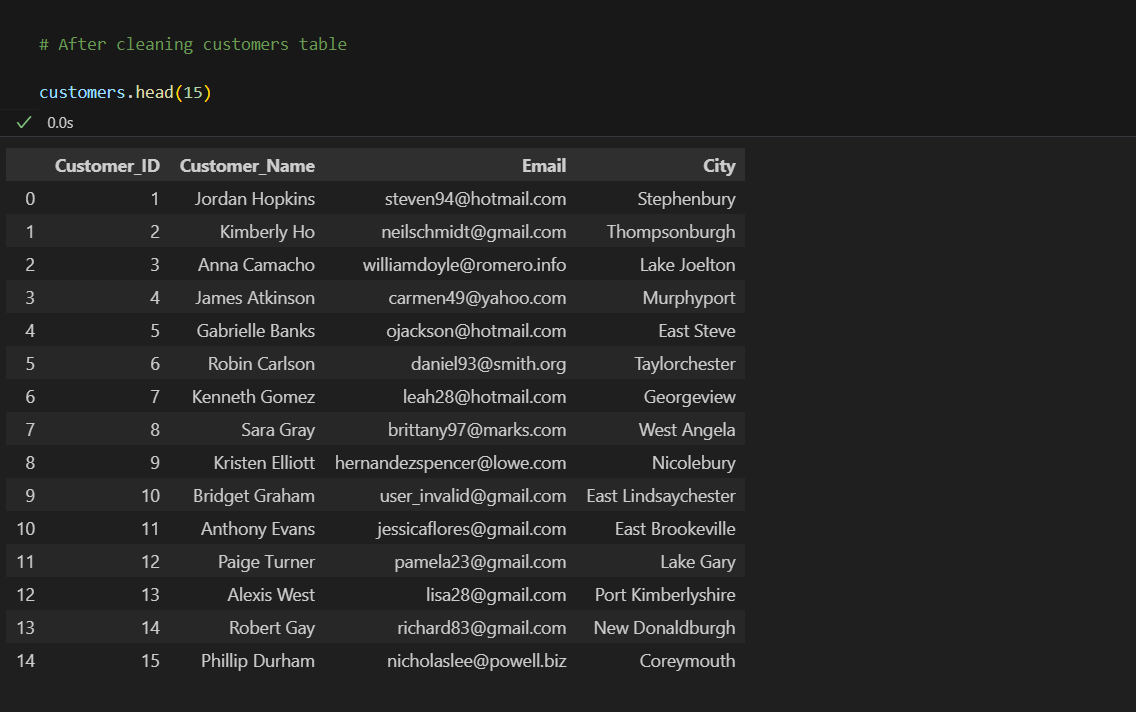 # After cleaning customers table
customers.head(15)
0.0s
Customer_ID Customer_Name Email City
0 1 Jordan Hopkins steven94@hotmail.com Stephenbury
1 2 Kimberly Ho neilschmidt@gmail.com Thompsonburgh
2 3 Anna Camacho williamdoyle@romero.info Lake Joelton
3 4 James Atkinson carmen49@yahoo.com Murphyport
4 5 Gabrielle Banks ojackson@hotmail.com East Steve
5 6 Robin Carlson daniel93@smith.org Taylorchester
6 7 Kenneth Gomez leah28@hotmail.com Georgeview
7 8 Sara Gray brittany97@marks.com West Angela
8 9 Kristen Elliott hernandezspencer@lowe.com Nicolebury
9 10 Bridget Graham user_invalid@gmail.com East Lindsaychester
10 11 Anthony Evans jessicaflores@gmail.com East Brookeville
11 12 Paige Turner pamela23@gmail.com Lake Gary
12 13 Alexis West lisa28@gmail.com Port Kimberlyshire
13 14 Robert Gay richard83@gmail.com New Donaldburgh
14 15 Phillip Durham nicholaslee@powell.biz Coreymouth